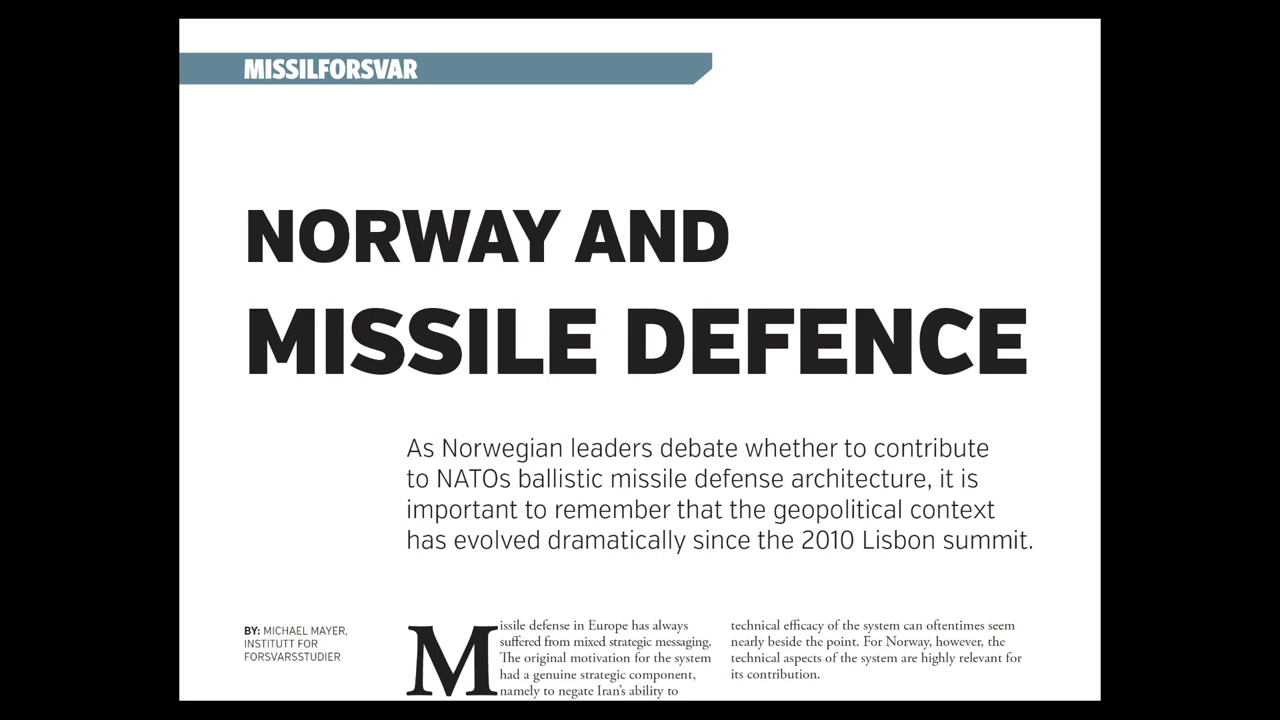 MISSILFORSVAR
NORWAY AND
MISSILE DEFENCE
As Norwegian leaders debate whether to contribute
to NATOs ballistic missile defense architecture, it is
important to remember that the geopolitical context
has evolved dramatically since the 2010 Lisbon summit.
BY: MICHAEL MAYER,
INSTITUTT FOR
FORSVARSSTUDIER
Missile defense in Europe has always
suffered from mixed strategic messaging.
The original motivation for the system
had a genuine strategic component,
namely to negate Iran's ability to
technical efficacy of the system can oftentimes seem
nearly beside the point. For Norway, however, the
technical aspects of the system are highly relevant for
its contribution.